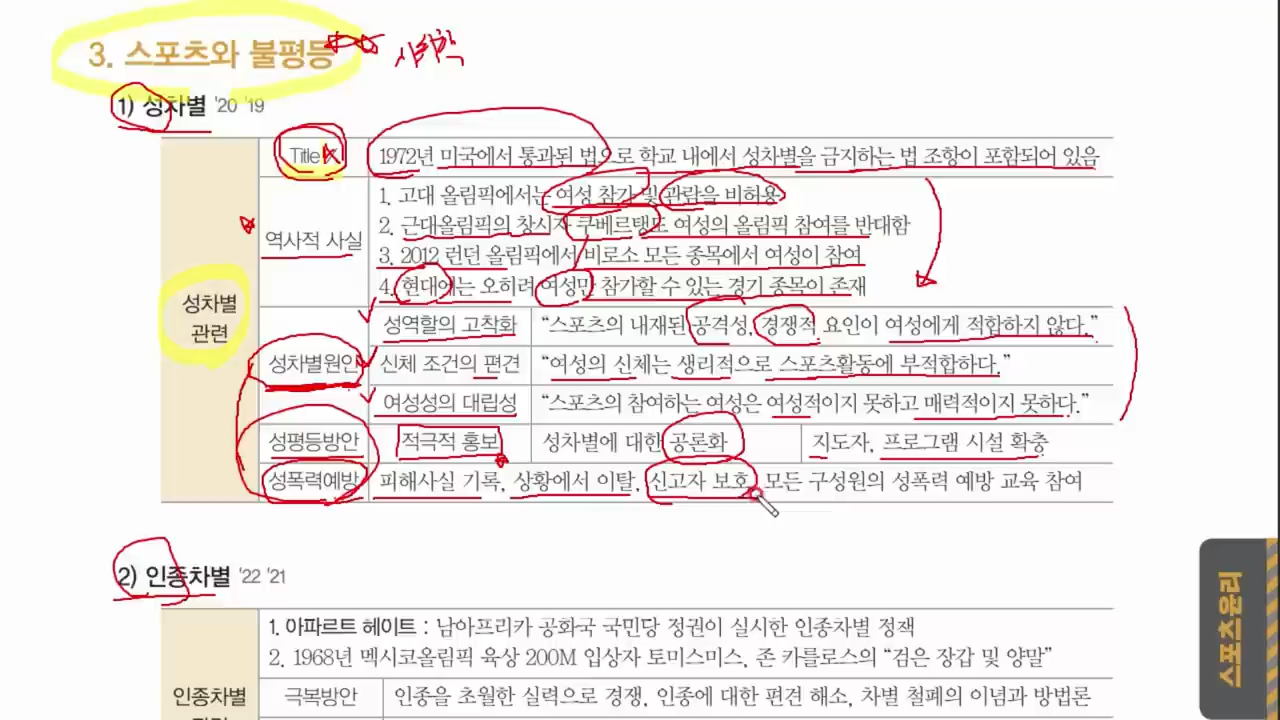 3. 스포츠와 불평등
1) 성차별 '20 '19
Title 1972년 미국에서 통과된 법으로 학교 내에서 성차별을 금지하는 법 조항이 포함되어 있음
1. 고대 올림픽에서는 여성 참가 및 관람을 비허용
2. 근대올림픽의 창시자 쿠베르탱도 여성의 올림픽 참여를 반대함
역사적 사실
3. 2012 런던 올림픽에서 비로소 모든 종목에서 여성이 참여
4. 현대에는 오히려 여성만 참가할 수 있는 경기 종목이 존재
성차별
관련
성역할의 고착화 “스포츠의 내재된 공격성, 경쟁적 요인이 여성에게 적합하지 않다.”
성차별원인 신체 조건의 편견 “여성의 신체는 생리적으로 스포츠활동에 부적합하다.”
여성성의 대립성 “스포츠의 참여하는 여성은 여성적이지 못하고 매력적이지 못하다.”
성평등방안 적극적 홍보 성차별에 대한 공론화 지도자, 프로그램 시설 확충
성폭력예방 피해사실 기록, 상황에서 이탈, 신고자 보호, 모든 구성원의 성폭력 예방 교육 참여
2) 인종차별 '22 '21
1. 아파르트 헤이트 : 남아프리카 공화국 국민당 정권이 실시한 인종차별 정책
2. 1968년 멕시코올림픽 육상 200M 입상자 토미스미스, 존 카를로스의 “검은 장갑 및 양말”
인종차별
극복방안 인종을 초월한 실력으로 경쟁, 인종에 대한 편견 해소, 차별 철폐의 이념과 방법론
스포츠윤리